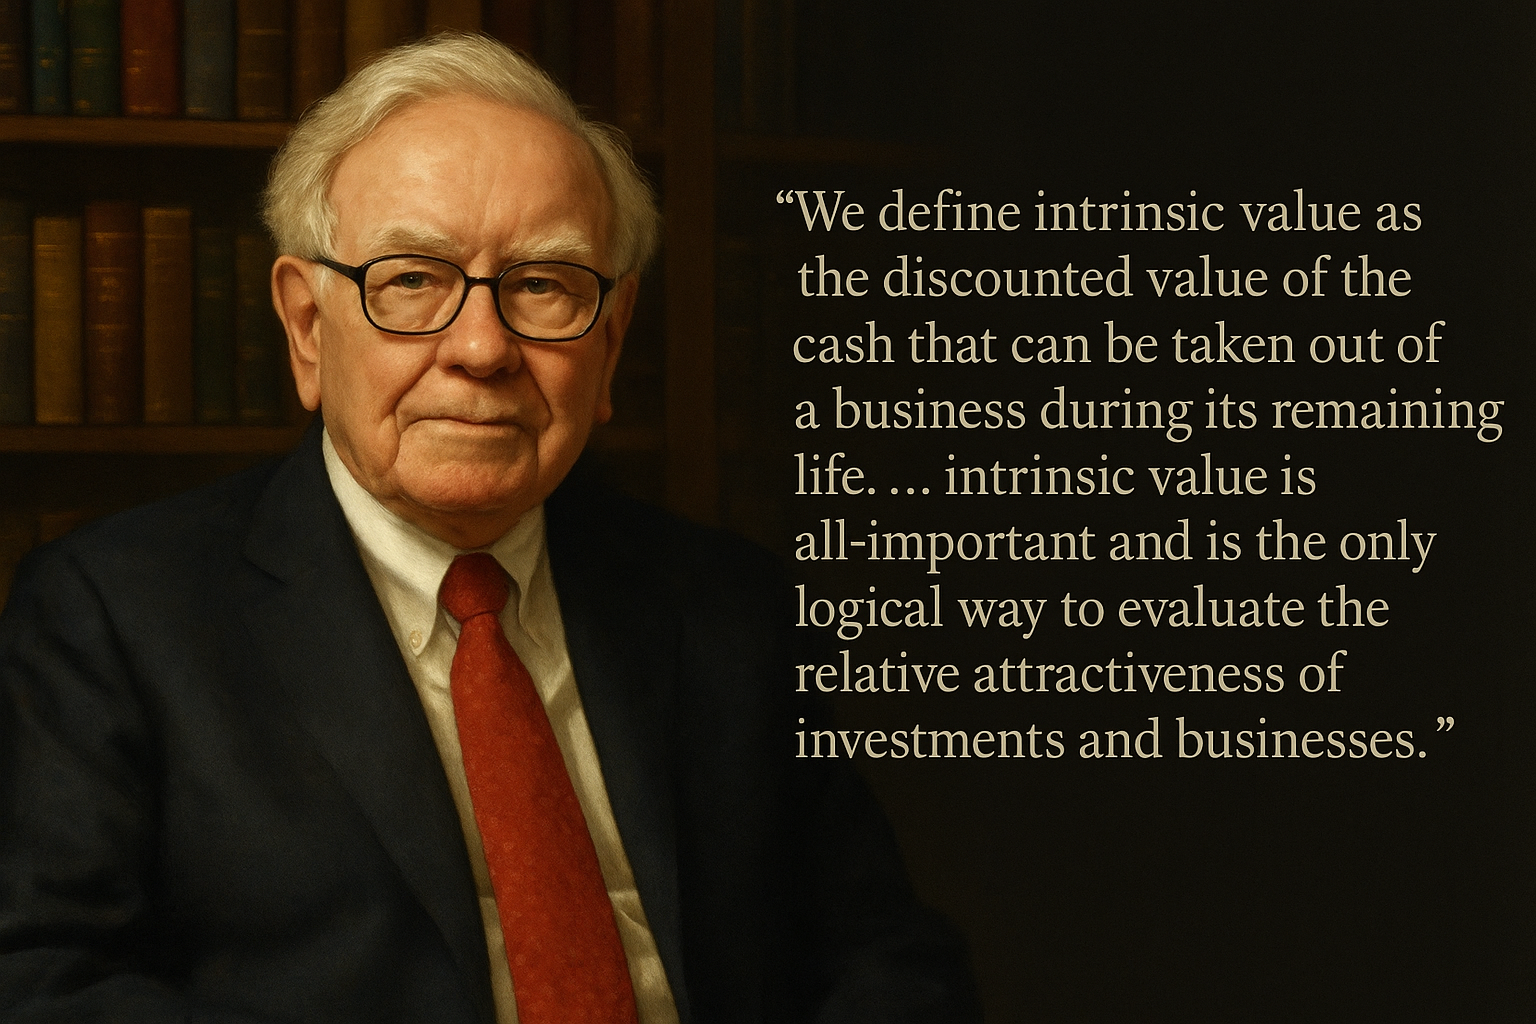 “We define intrinsic value as
the discounted value of the
cash that can be taken out of
a business during its remaining
life. … intrinsic value is
all-important and is the only
logical way to evaluate the
relative attractiveness of
investments and businesses.”